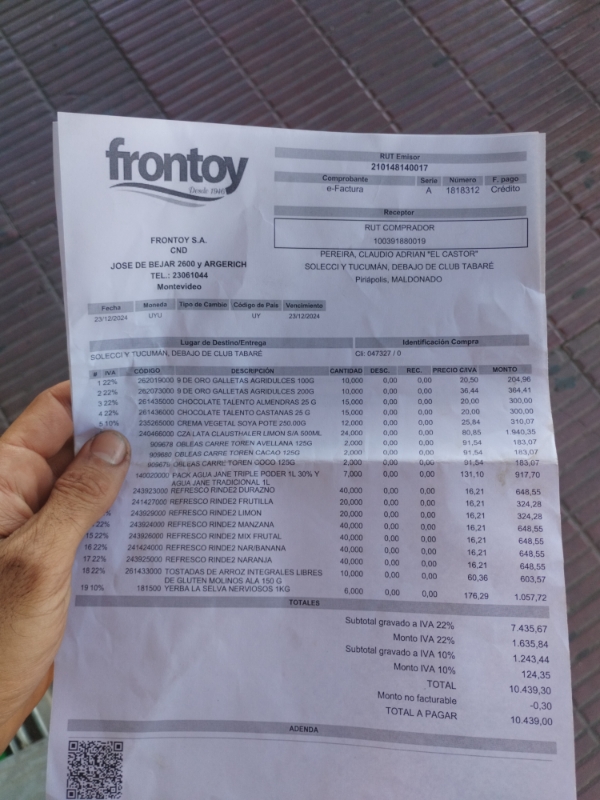 frontoy
Desde 1946
RUT Emisor
210148140017
Comprobante Serie Número F. pago
e-Factura A 1818312 Crédito
Receptor
RUT COMPRADOR
100391880019
PEREIRA, CLAUDIO ADRIAN "EL CASTOR"
SOLECCI Y TUCUMÁN, DEBAJO DE CLUB TABARÉ
Piriápolis, MALDONADO
FRONTOY S.A.
CND
JOSE DE BEJAR 2600 y ARGERICH
TEL.: 23061044
Montevideo
Fecha Moneda Tipo de Cambio Código de País Vencimiento
23/12/2024 UYU UY 23/12/2024
Lugar de Destino/Entrega Identificación Compra
SOLECCI Y TUCUMÁN, DEBAJO DE CLUB TABARÉ Cli: 047327 / 0
# IVA CÓDIGO DESCRIPCIÓN CANTIDAD DESC. REC. PRECIO C/IVA MONTO
1 22% 262019000 9 DE ORO GALLETAS AGRIDULCES 100G 10,000 0,00 0,00 20,50 204,96
2 22% 262073000 9 DE ORO GALLETAS AGRIDULCES 200G 10,000 0,00 0,00 36,44 364,41
3 22% 261435000 CHOCOLATE TALENTO ALMENDRAS 25 G 15,000 0,00 0,00 20,00 300,00
4 22% 261436000 CHOCOLATE TALENTO CASTANAS 25 G 15,000 0,00 0,00 20,00 300,00
5 10% 235265000 CREMA VEGETAL SOYA POTE 250.00G 12,000 0,00 0,00 25,84 310,07
240466000 CZA LATA CLAUSTHALER LIMON S/A 500ML 24,000 0,00 0,00 80,85 1.940,35
909679 OBLEAS CARRE TOREN AVELLANA 125G 2,000 0,00 0,00 91,54 183,07
909680 OBLEAS CARRE TOREN CACAO 125G 2,000 0,00 0,00 91,54 183,07
OBLEAS CARRE TOREN COCO 125G 2,000 0,00 0,00 91,54 183,07
140023000 PACK AGUA JANE TRIPLE PODER 1L 30% Y 7,000 0,00 0,00 131,10 917,70
AGUA JANE TRADICIONAL 1L
243923000 REFRESCO RINDE2 DURAZNO 40,000 0,00 0,00 16,21 648,55
241427000 REFRESCO RINDE2 FRUTILLA 20,000 0,00 0,00 16,21 324,28
243929000 REFRESCO RINDE2 LIMON 20,000 0,00 0,00 16,21 324,28
22% 243924000 REFRESCO RINDE2 MANZANA 40,000 0,00 0,00 16,21 648,55
15 22% 243926000 REFRESCO RINDE2 MIX FRUTAL 40,000 0,00 0,00 16,21 648,55
16 22% 241424000 REFRESCO RINDE2 NAR/BANANA 40,000 0,00 0,00 16,21 648,55
17 22% 243925000 REFRESCO RINDE2 NARANJA 40,000 0,00 0,00 16,21 648,55
18 22% 261433000 TOSTADAS DE ARROZ INTEGRALES LIBRES 10,000 0,00 0,00 60,36 603,57
DE GLUTEN MOLINOS ALA 150 G
19 10% 181500 YERBA LA SELVA NERVIOSOS 1KG 6,000 0,00 0,00 176,29 1.057,72
TOTALES
Subtotal gravado a IVA 22% 7.435,67
Monto IVA 22% 1.635,84
Subtotal gravado a IVA 10% 1.243,44
Monto IVA 10% 124,35
TOTAL 10.439,30
Monto no facturable -0,30
TOTAL A PAGAR 10.439,00
ADENDA